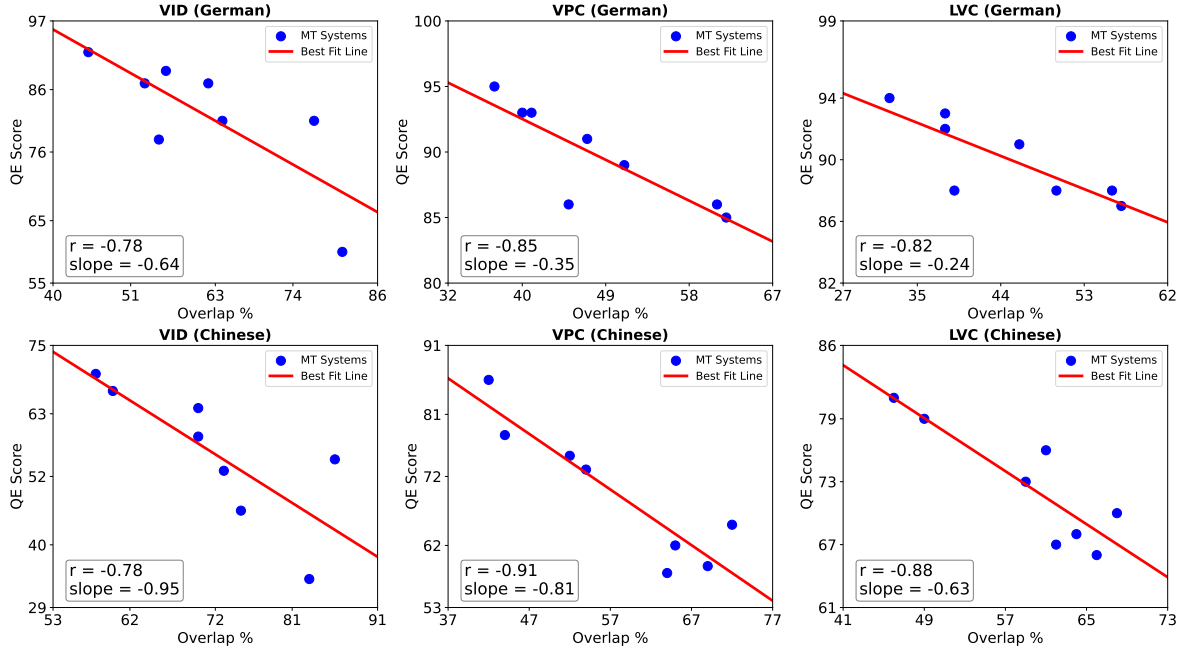 VID (German)
97
86
76
65
55
40
51
63
74
86
QE Score
Overlap %
MT Systems
Best Fit Line
r = -0.78
slope = -0.64
VPC (German)
100
95
90
85
80
32
40
49
58
67
QE Score
Overlap %
MT Systems
Best Fit Line
r = -0.85
slope = -0.35
LVC (German)
99
94
90
86
82
27
35
44
53
62
QE Score
Overlap %
MT Systems
Best Fit Line
r = -0.82
slope = -0.24
VID (Chinese)
75
63
52
40
29
53
62
72
81
91
QE Score
Overlap %
MT Systems
Best Fit Line
r = -0.78
slope = -0.95
VPC (Chinese)
91
81
72
62
53
37
47
57
67
77
QE Score
Overlap %
MT Systems
Best Fit Line
r = -0.91
slope = -0.81
LVC (Chinese)
86
79
73
67
61
41
49
57
65
73
QE Score
Overlap %
MT Systems
Best Fit Line
r = -0.88
slope = -0.63